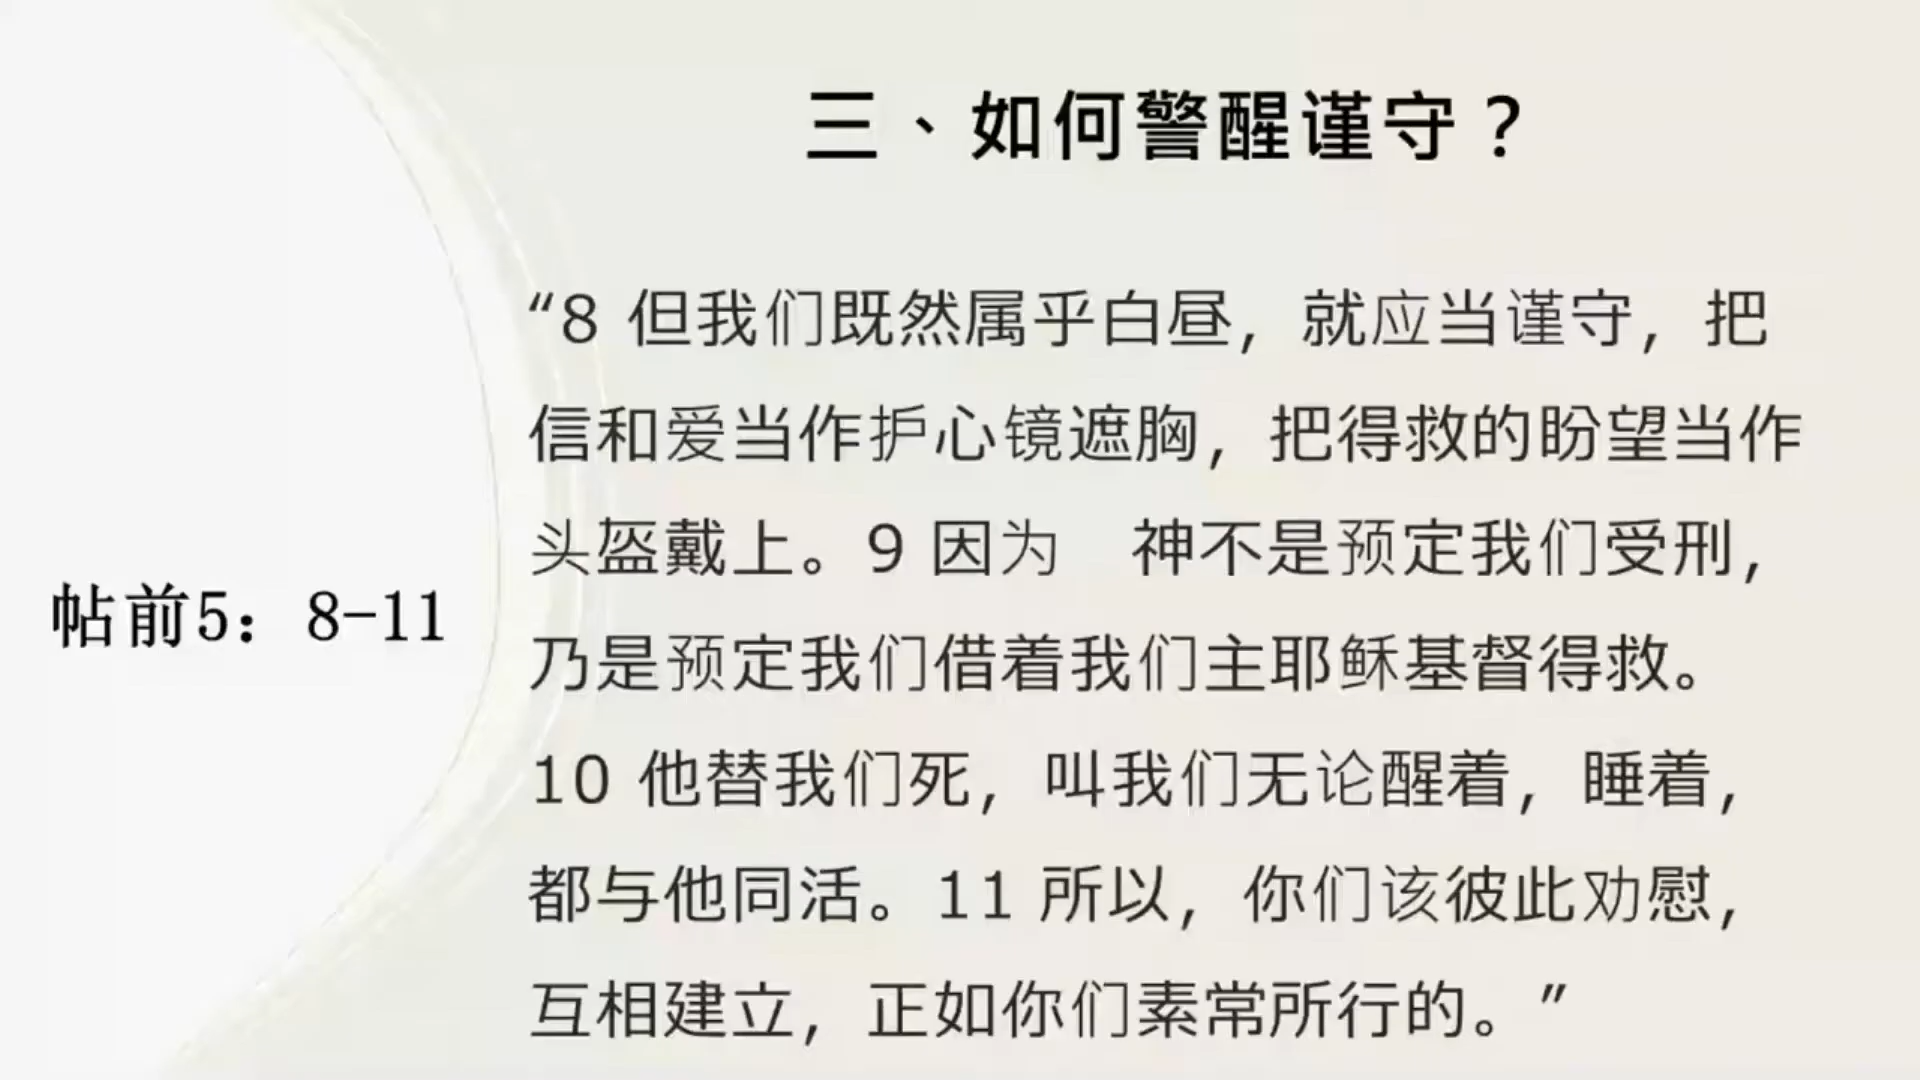 三、如何警醒谨守？
帖前5：8-11
“8 但我们既然属乎白昼，就应当谨守，把
信和爱当作护心镜遮胸，把得救的盼望当作
头盔戴上。9 因为　神不是预定我们受刑，
乃是预定我们借着我们主耶稣基督得救。
10 他替我们死，叫我们无论醒着，睡着，
都与他同活。11 所以，你们该彼此劝慰，
互相建立，正如你们素常所行的。”